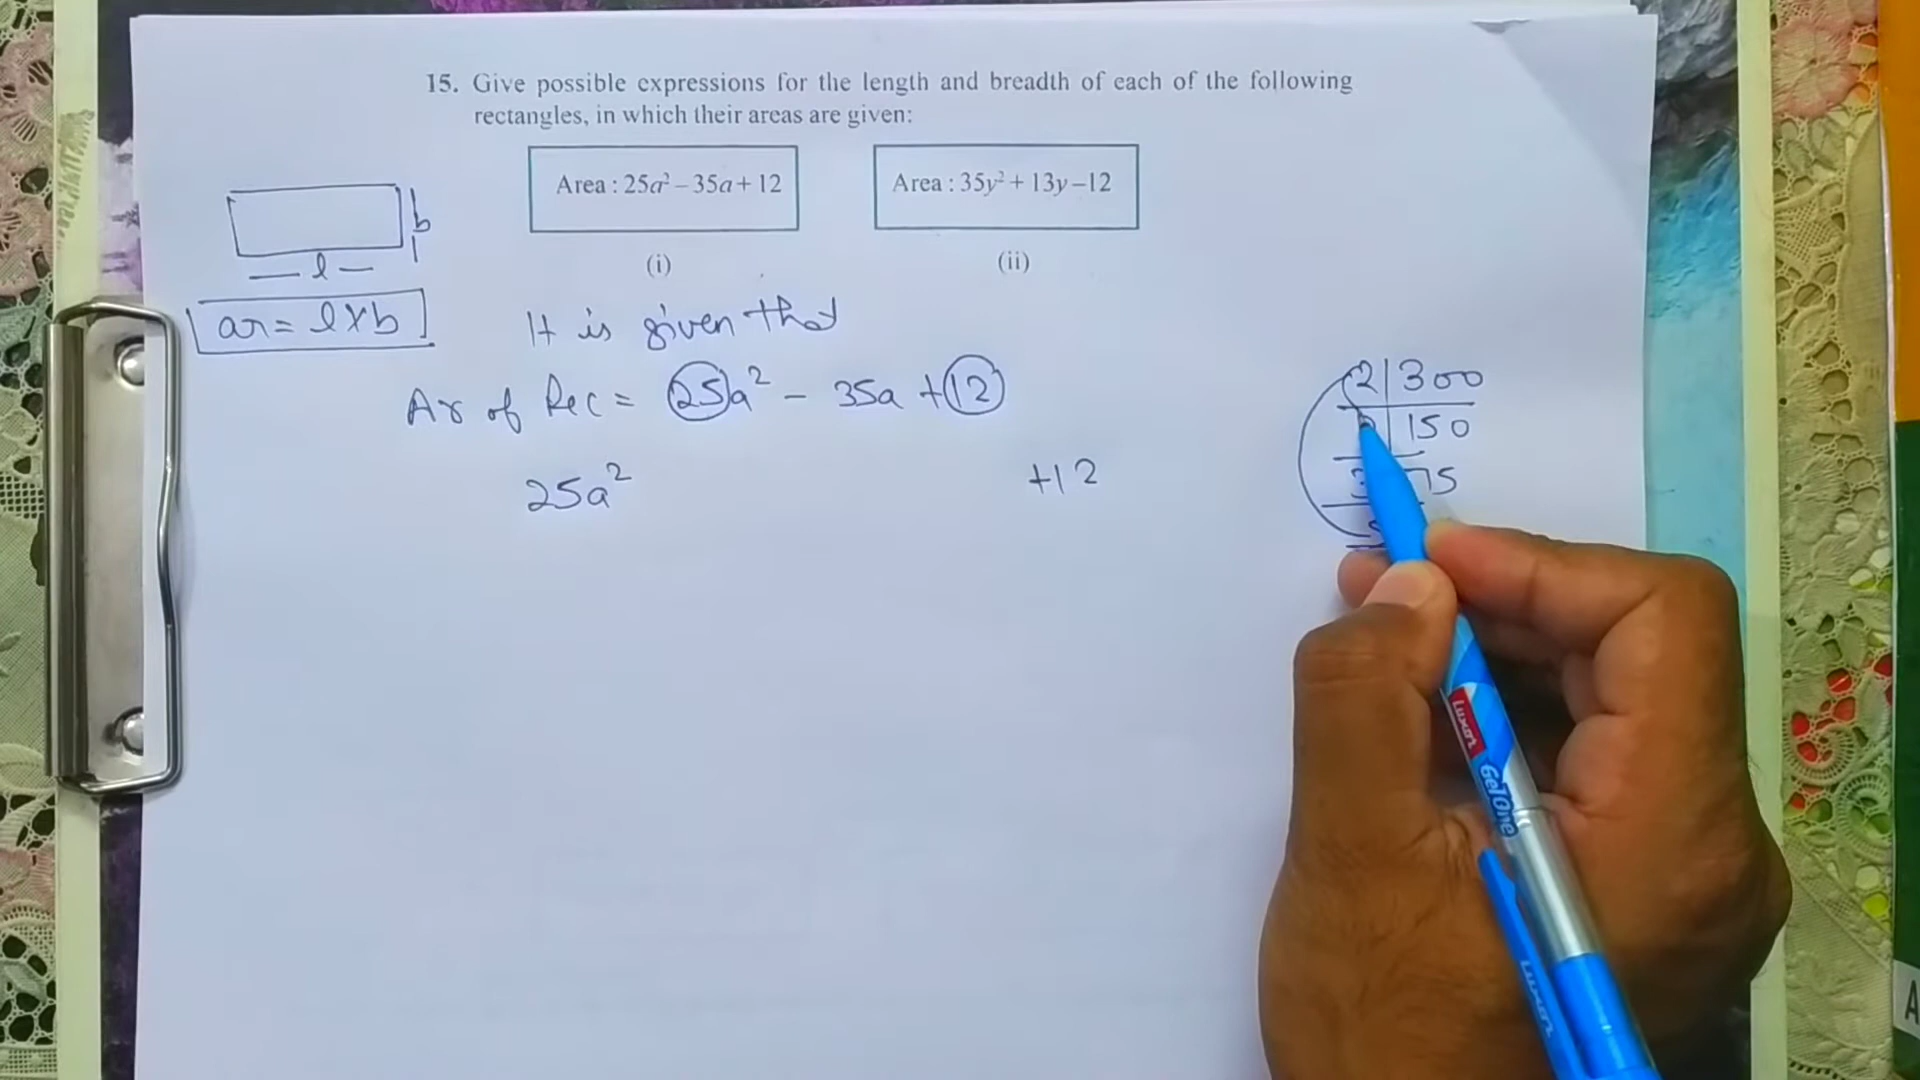 15. Give possible expressions for the length and breadth of each of the following
rectangles, in which their areas are given:
Area : 25a² – 35a + 12
Area : 35y² + 13y –12
(i)
(ii)
b
l
ar = l×b
It is given that
Ar of Rec = 25a² - 35a + 12
25a² +12
2|300
150
75
Luxor
GelOne
Luxor
A